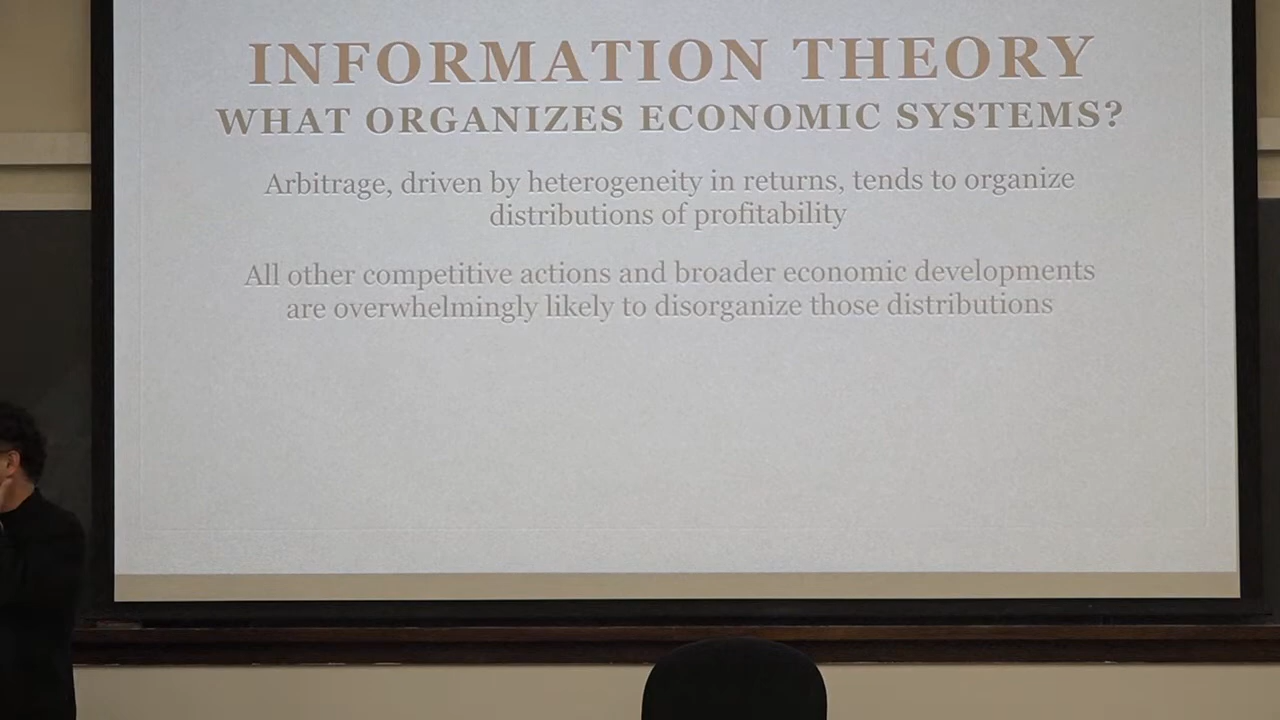 INFORMATION THEORY
WHAT ORGANIZES ECONOMIC SYSTEMS?
Arbitrage, driven by heterogeneity in returns, tends to organize
distributions of profitability
All other competitive actions and broader economic developments
are overwhelmingly likely to disorganize those distributions